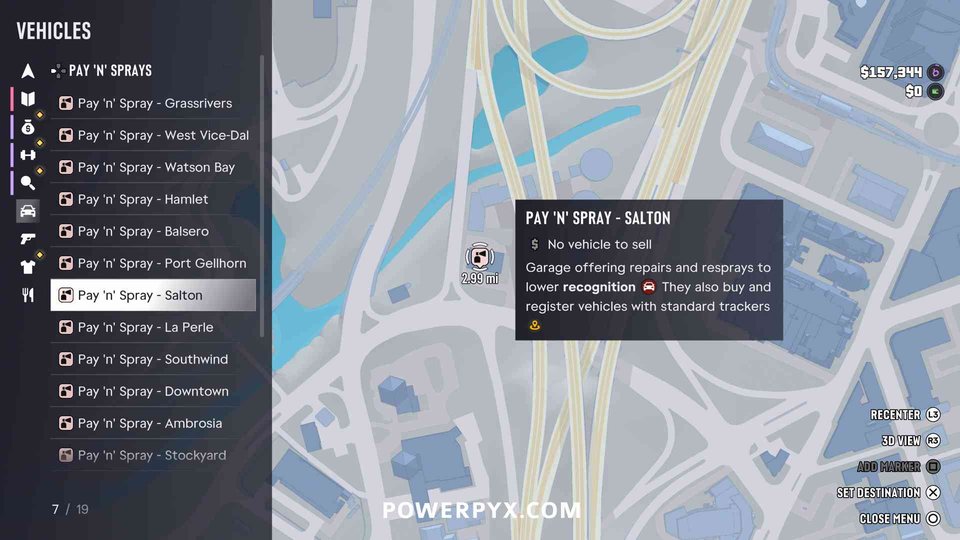 VEHICLES
PAY 'N' SPRAYS
Pay 'n' Spray - Grassrivers
Pay 'n' Spray - West Vice-Dal
Pay 'n' Spray - Watson Bay
Pay 'n' Spray - Hamlet
Pay 'n' Spray - Balsero
Pay 'n' Spray - Port Gellhorn
Pay 'n' Spray - Salton
Pay 'n' Spray - La Perle
Pay 'n' Spray - Southwind
Pay 'n' Spray - Downtown
Pay 'n' Spray - Ambrosia
Pay 'n' Spray - Stockyard
7 / 19
$157,344
$0
2.99 mi
PAY 'N' SPRAY - SALTON
$ No vehicle to sell
Garage offering repairs and resprays to
lower recognition They also buy and
register vehicles with standard trackers
RECENTER L3
3D VIEW R3
ADD MARKER
SET DESTINATION
CLOSE MENU
POWERPYX.COM